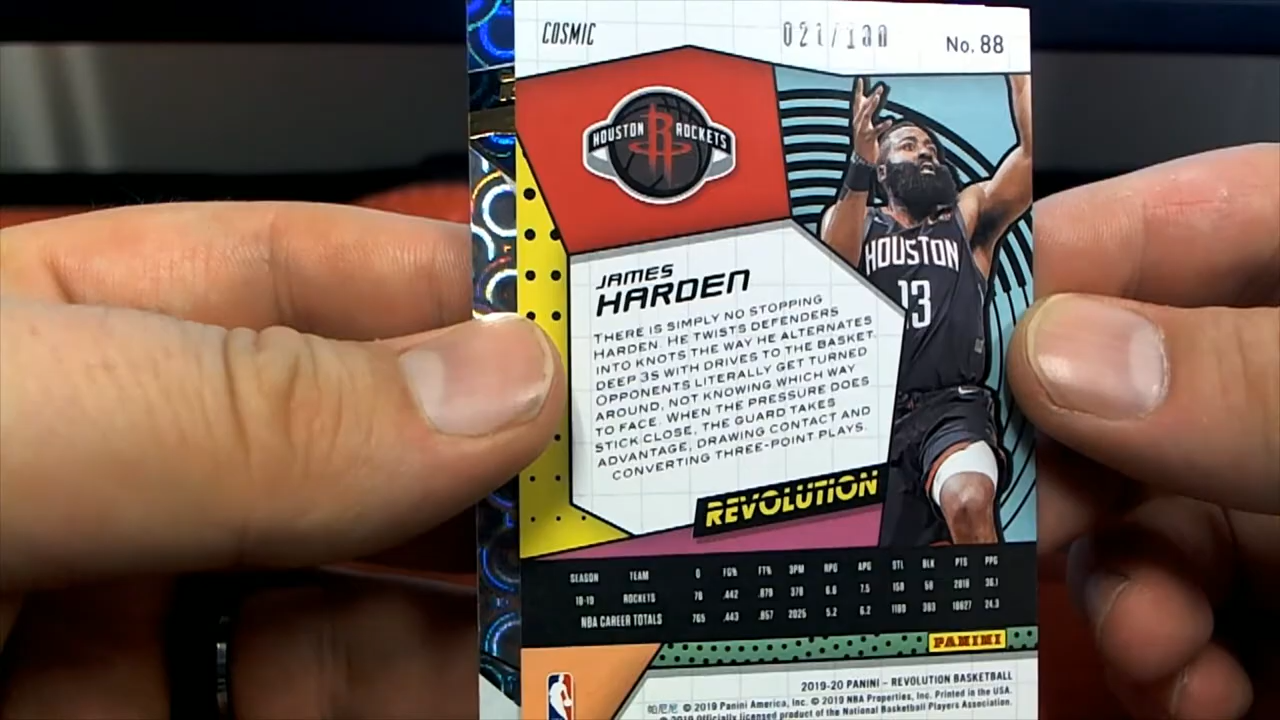 COSMIC
021/100
No. 88
HOUSTON ROCKETS
HOUSTON
13
JAMES
HARDEN
THERE IS SIMPLY NO STOPPING
HARDEN. HE TWISTS DEFENDERS
INTO KNOTS THE WAY HE ALTERNATES
DEEP 3S WITH DRIVES TO THE BASKET.
OPPONENTS LITERALLY GET TURNED
AROUND, NOT KNOWING WHICH WAY
TO FACE. WHEN THE PRESSURE DOES
STICK CLOSE, THE GUARD TAKES
ADVANTAGE, DRAWING CONTACT AND
CONVERTING THREE-POINT PLAYS.
REVOLUTION
SEASON TEAM G FG% FT% 3PM RPG APG STL BLK PTS PPG
18-19 ROCKETS 78 .442 .879 378 6.6 7.5 158 58 2818 36.1
NBA CAREER TOTALS 765 .443 .857 2025 5.2 6.2 24.3
PANINI
2019-20 PANINI – REVOLUTION BASKETBALL
帕尼尼 © 2019 Panini America, Inc. © 2019 NBA Properties, Inc. Printed in the USA.
© 2019 Officially licensed product of the National Basketball Players Association.